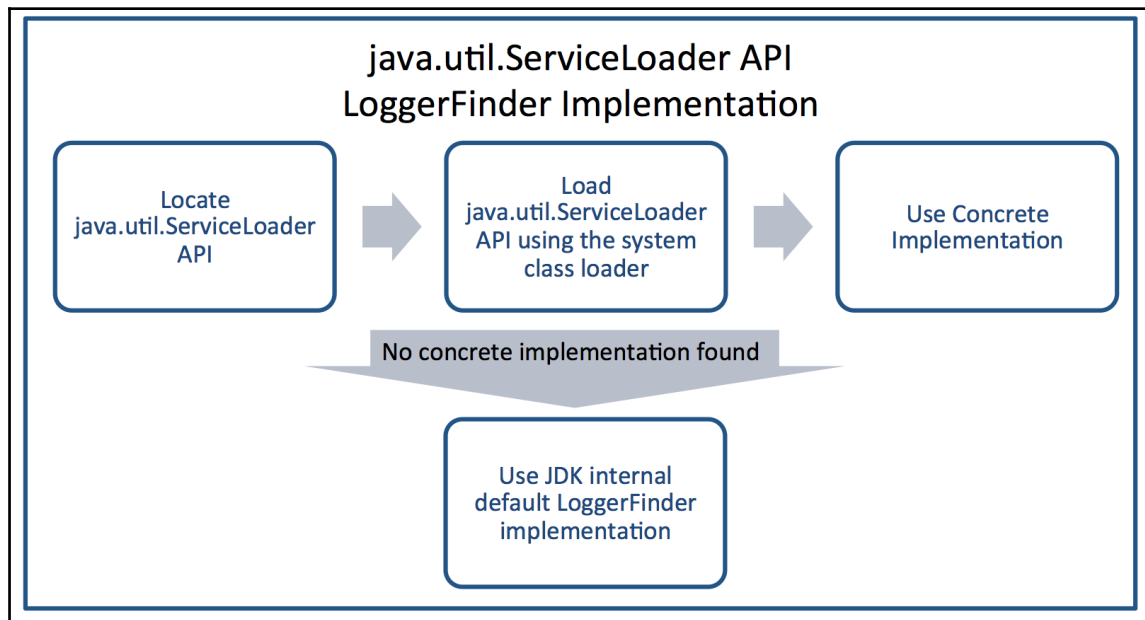 java.util.ServiceLoader API
LoggerFinder Implementation
Locate
java.util.ServiceLoader
API
Load
java.util.ServiceLoader
API using the system
class loader
Use Concrete
Implementation
No concrete implementation found
Use JDK internal
default LoggerFinder
implementation